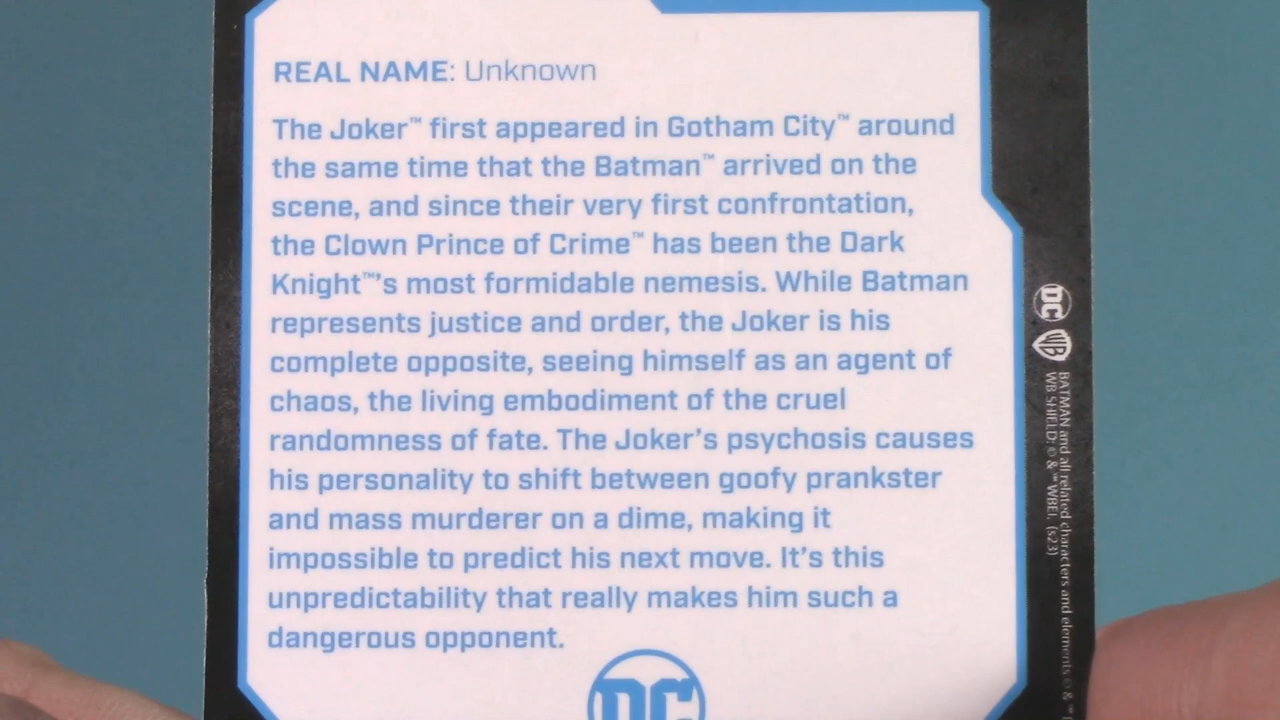 REAL NAME: Unknown
The Joker™ first appeared in Gotham City™ around
the same time that the Batman™ arrived on the
scene, and since their very first confrontation,
the Clown Prince of Crime™ has been the Dark
Knight™'s most formidable nemesis. While Batman
represents justice and order, the Joker is his
complete opposite, seeing himself as an agent of
chaos, the living embodiment of the cruel
randomness of fate. The Joker's psychosis causes
his personality to shift between goofy prankster
and mass murderer on a dime, making it
impossible to predict his next move. It's this
unpredictability that really makes him such a
dangerous opponent.
DC
DC
WB
BATMAN and all related characters and elements © & ™
WB SHIELD: © & ™ WBEI. (s23)